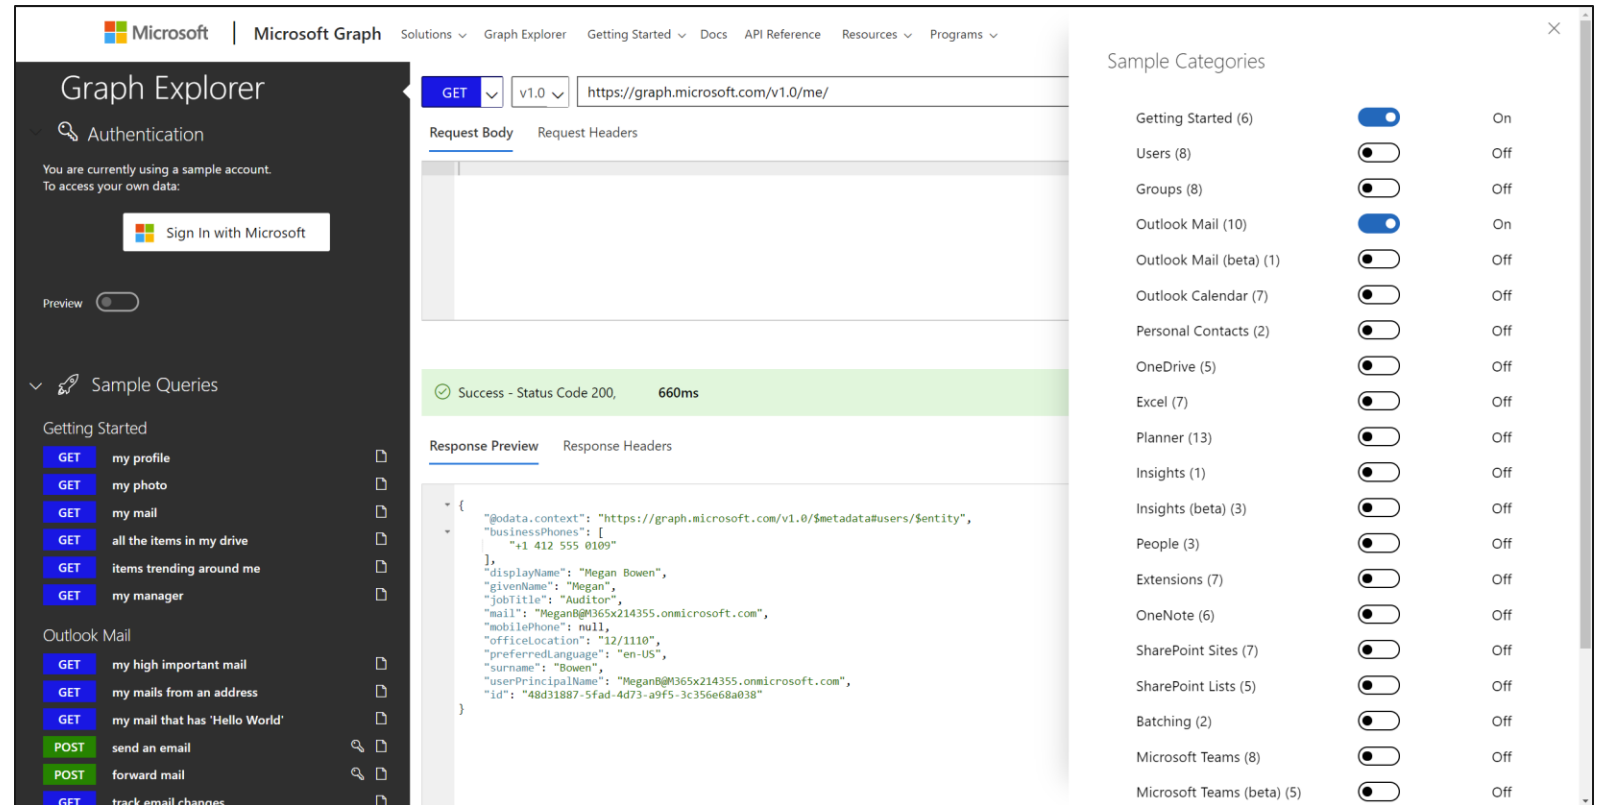 Microsoft | Microsoft Graph Solutions Graph Explorer Getting Started Docs API Reference Resources Programs
Graph Explorer
Authentication
You are currently using a sample account.
To access your own data:
Sign In with Microsoft
Preview
Sample Queries
Getting Started
GET my profile
GET my photo
GET my mail
GET all the items in my drive
GET items trending around me
GET my manager
Outlook Mail
GET my high important mail
GET my mails from an address
GET my mail that has 'Hello World'
POST send an email
POST forward mail
GET track email changes
GET v1.0 https://graph.microsoft.com/v1.0/me/
Request Body Request Headers
Success - Status Code 200, 660ms
Response Preview Response Headers
{
"@odata.context": "https://graph.microsoft.com/v1.0/$metadata#users/$entity",
"businessPhones": [
"+1 412 555 0109"
],
"displayName": "Megan Bowen",
"givenName": "Megan",
"jobTitle": "Auditor",
"mail": "MeganB@M365x214355.onmicrosoft.com",
"mobilePhone": null,
"officeLocation": "12/1110",
"preferredLanguage": "en-US",
"surname": "Bowen",
"userPrincipalName": "MeganB@M365x214355.onmicrosoft.com",
"id": "48d31887-5fad-4d73-a9f5-3c356e68a038"
}
Sample Categories
Getting Started (6) On
Users (8) Off
Groups (8) Off
Outlook Mail (10) On
Outlook Mail (beta) (1) Off
Outlook Calendar (7) Off
Personal Contacts (2) Off
OneDrive (5) Off
Excel (7) Off
Planner (13) Off
Insights (1) Off
Insights (beta) (3) Off
People (3) Off
Extensions (7) Off
OneNote (6) Off
SharePoint Sites (7) Off
SharePoint Lists (5) Off
Batching (2) Off
Microsoft Teams (8) Off
Microsoft Teams (beta) (5) Off